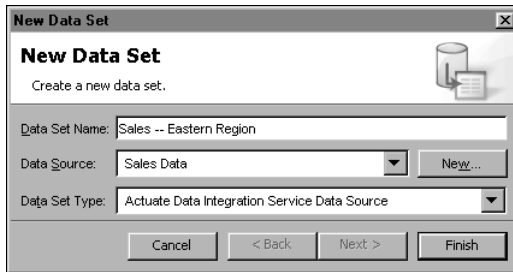 New Data Set
New Data Set
Create a new data set.
Data Set Name: Sales -- Eastern Region
Data Source: Sales Data New...
Data Set Type: Actuate Data Integration Service Data Source
Cancel < Back Next > Finish